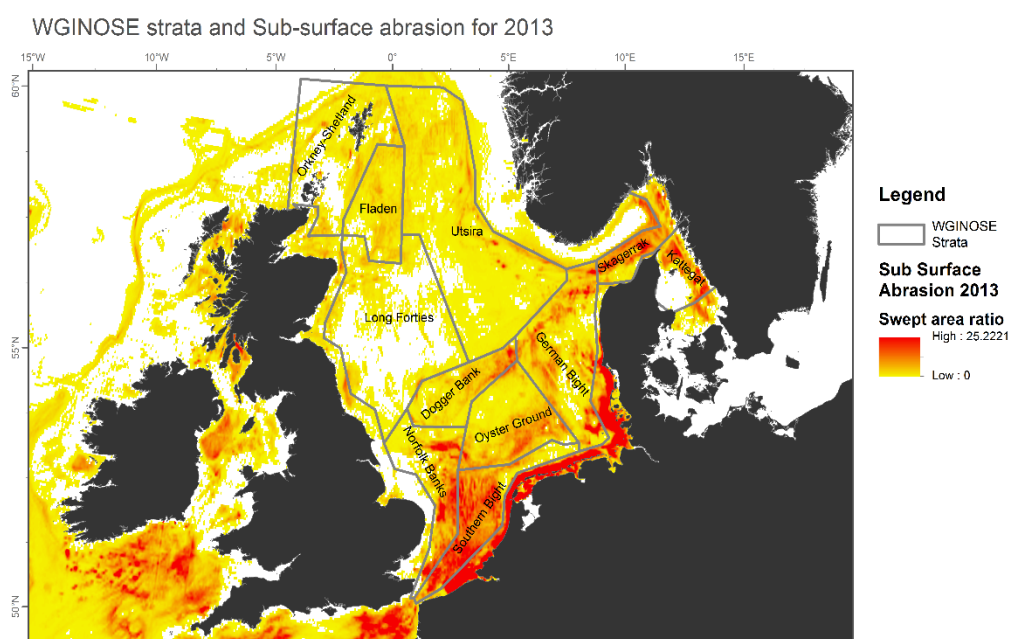 WGINOSE strata and Sub-surface abrasion for 2013
15°W
10°W
5°W
0°
5°E
10°E
15°E
60°N
55°N
50°N
Orkney-Shetland
Fladen
Utsira
Skagerrak
Kattegat
Long Forties
Dogger Bank
German Bight
Oyster Ground
Norfolk Banks
Southern Bight
Legend
WGINOSE
Strata
Sub Surface
Abrasion 2013
Swept area ratio
High : 25.2221
Low : 0